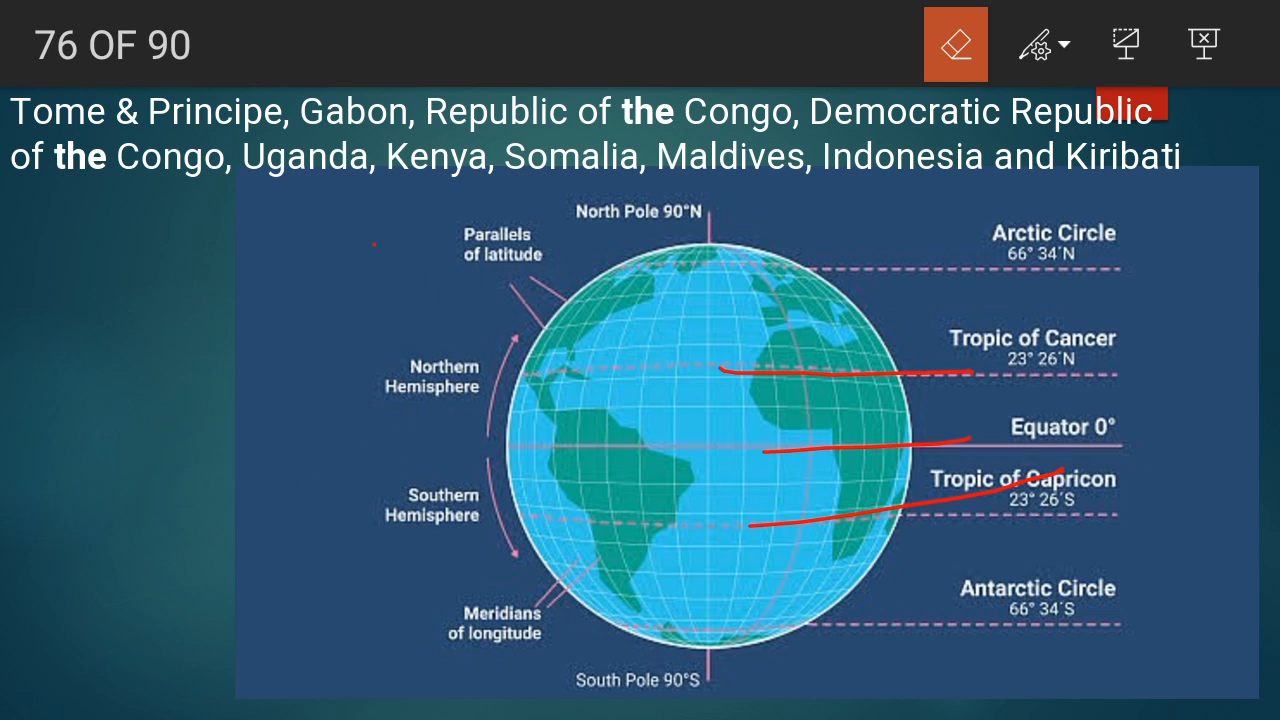 76 OF 90
Tome & Principe, Gabon, Republic of the Congo, Democratic Republic
of the Congo, Uganda, Kenya, Somalia, Maldives, Indonesia and Kiribati
North Pole 90°N
Parallels
of latitude
Arctic Circle
66° 34´N
Tropic of Cancer
23° 26´N
Northern
Hemisphere
Equator 0°
Tropic of Capricon
23° 26´S
Southern
Hemisphere
Antarctic Circle
66° 34´S
Meridians
of longitude
South Pole 90°S